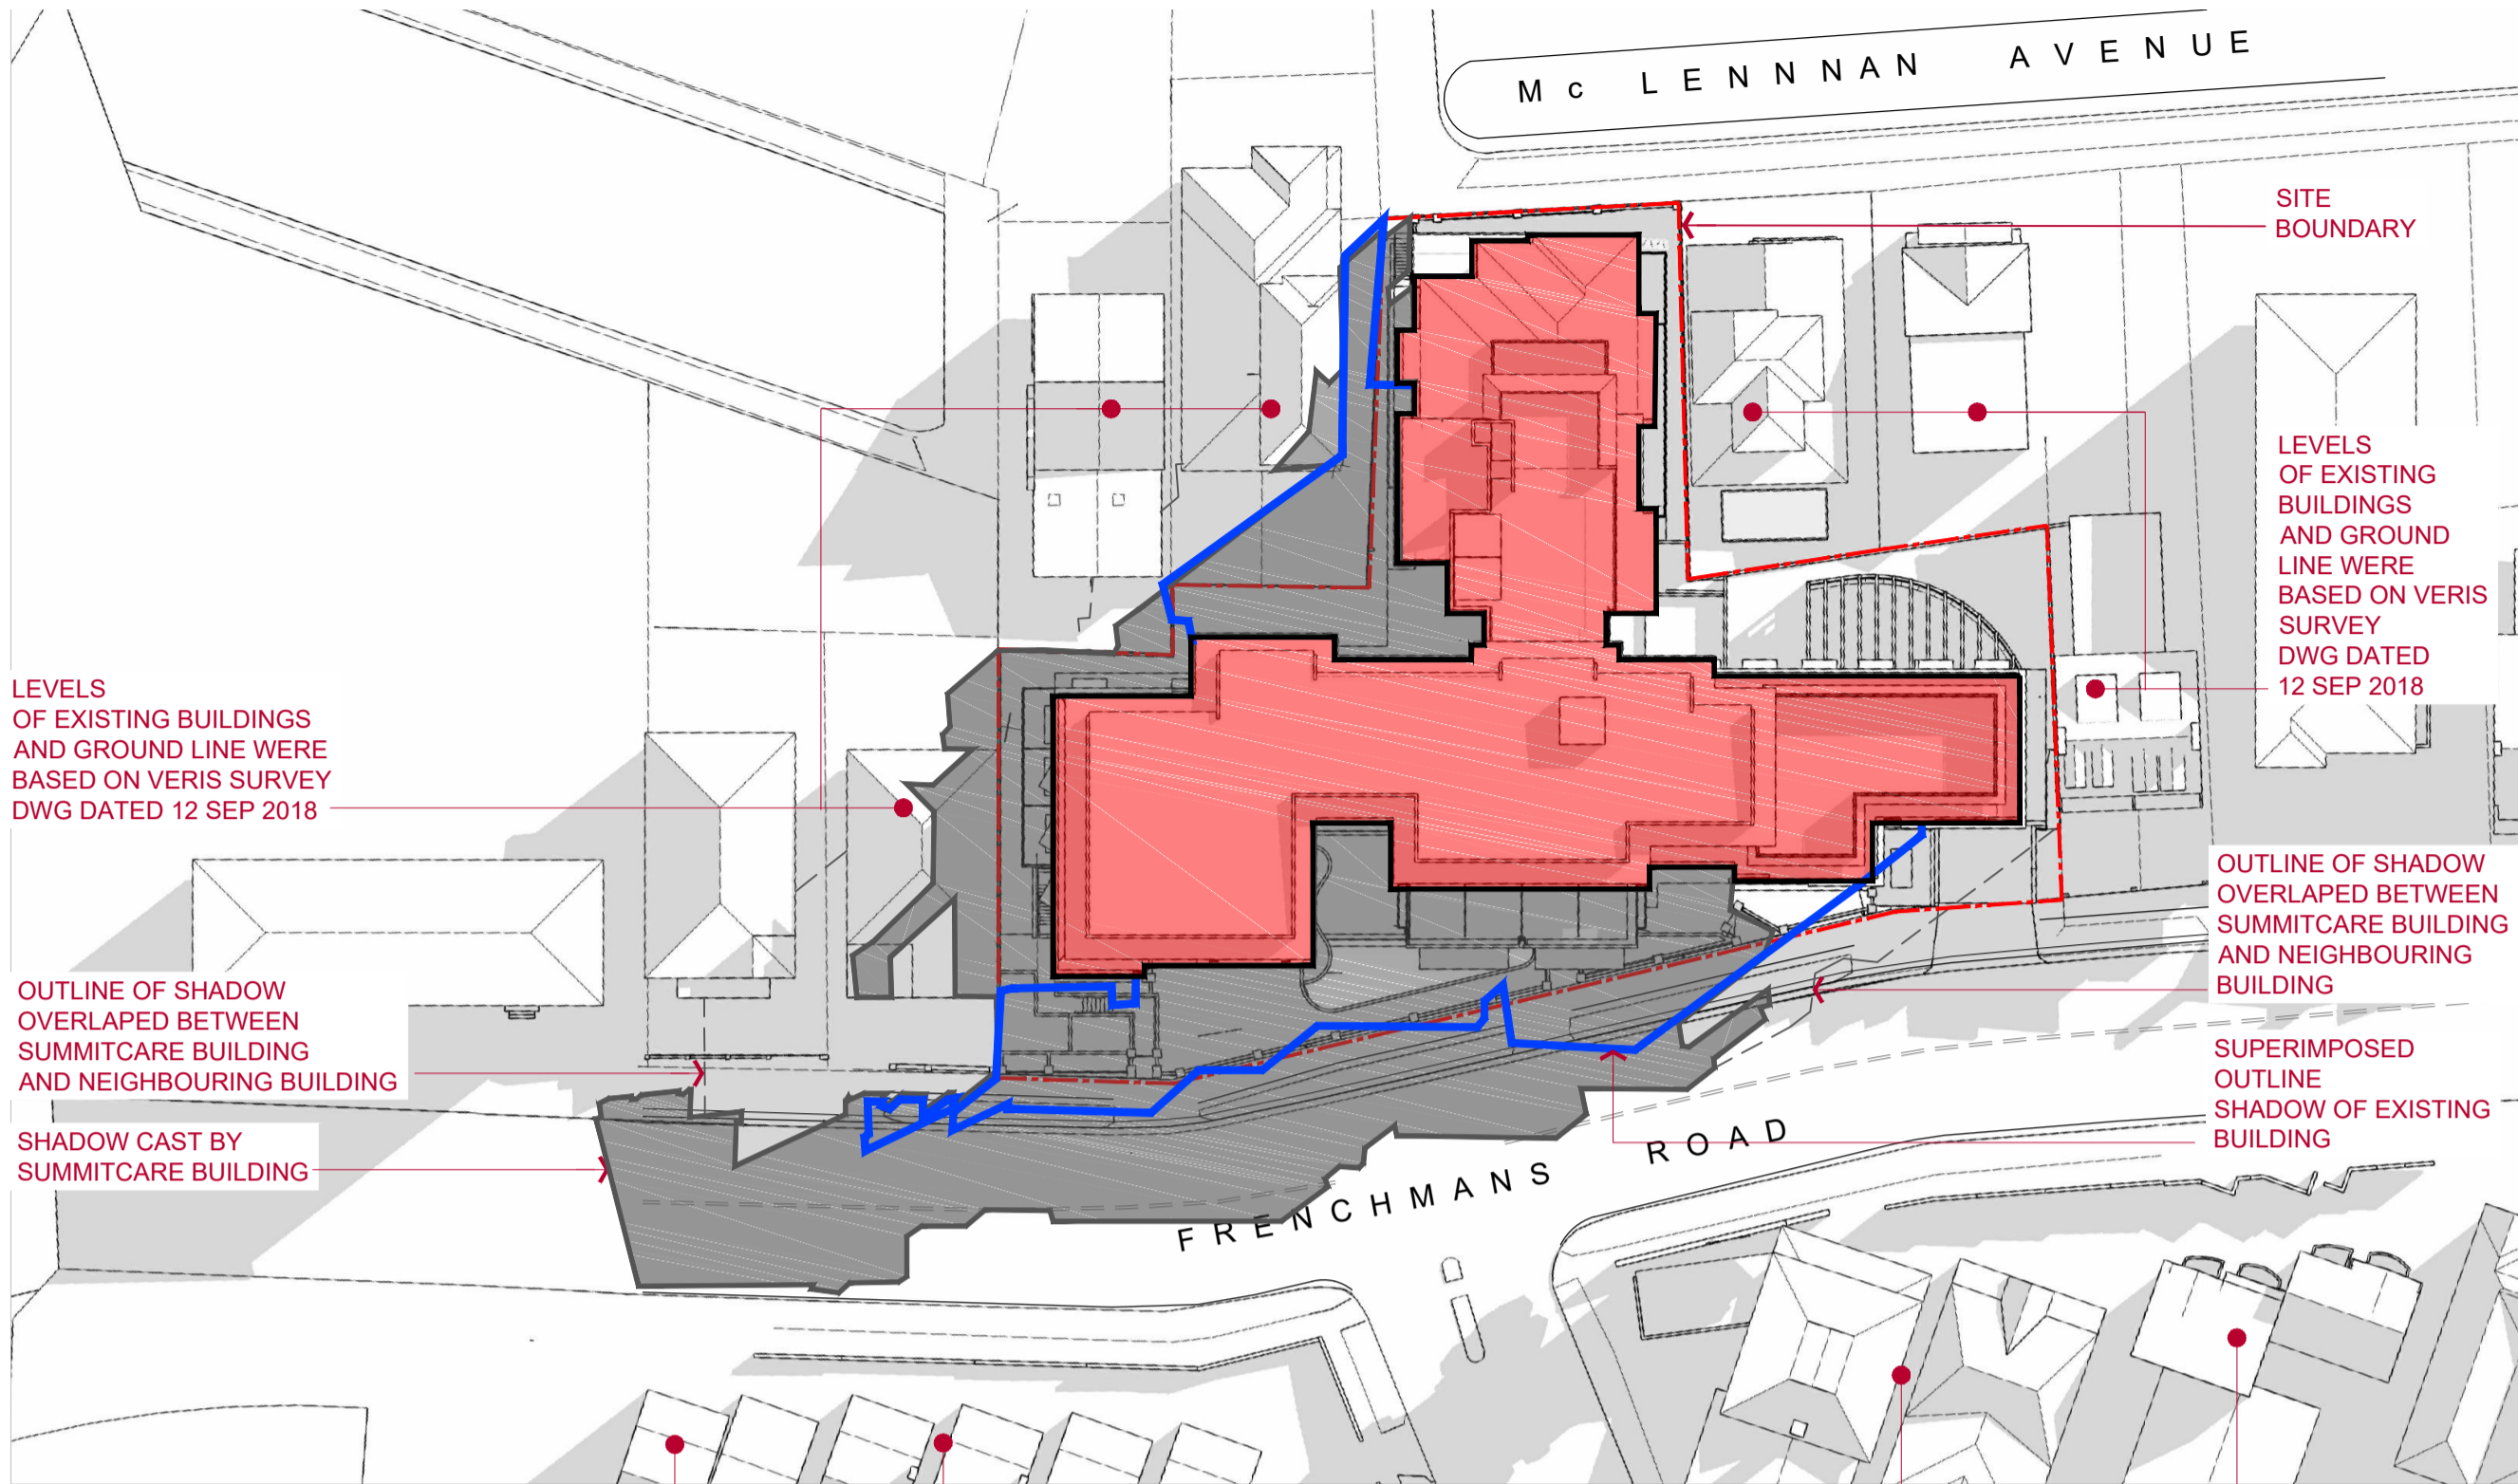 Mc LENNNAN AVENUE
SITE
BOUNDARY
LEVELS
OF EXISTING
BUILDINGS
AND GROUND
LINE WERE
BASED ON VERIS
SURVEY
DWG DATED
12 SEP 2018
LEVELS
OF EXISTING BUILDINGS
AND GROUND LINE WERE
BASED ON VERIS SURVEY
DWG DATED 12 SEP 2018
OUTLINE OF SHADOW
OVERLAPED BETWEEN
SUMMITCARE BUILDING
AND NEIGHBOURING
BUILDING
OUTLINE OF SHADOW
OVERLAPED BETWEEN
SUMMITCARE BUILDING
AND NEIGHBOURING BUILDING
SUPERIMPOSED
OUTLINE
SHADOW OF EXISTING
BUILDING
SHADOW CAST BY
SUMMITCARE BUILDING
FRENCHMANS ROAD